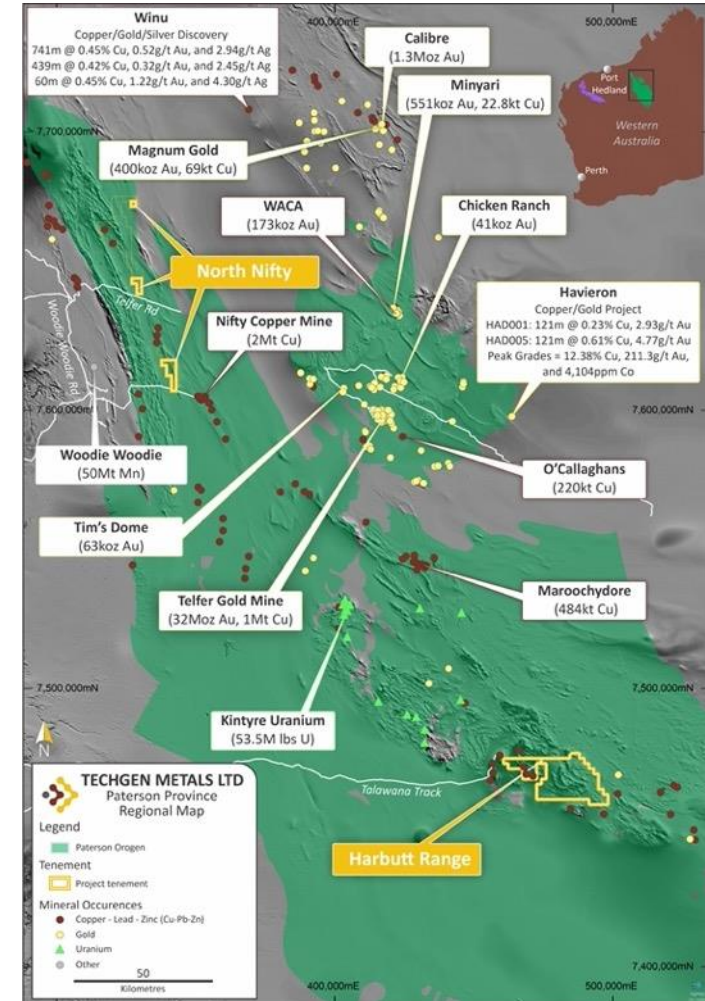 Winu
Copper/Gold/Silver Discovery
741m @ 0.45% Cu, 0.52g/t Au, and 2.94g/t Ag
439m @ 0.42% Cu, 0.32g/t Au, and 2.45g/t Ag
60m @ 0.45% Cu, 1.22g/t Au, and 4.30g/t Ag
400,000mE
500,000mE
Calibre
(1.3Moz Au)
Port
Hedland
Western
Australia
Perth
Minyari
(551koz Au, 22.8kt Cu)
7,700,000mN
Magnum Gold
(400koz Au, 69kt Cu)
WACA
(173koz Au)
Chicken Ranch
(41koz Au)
North Nifty
Telfer Rd
Havieron
Copper/Gold Project
HAD001: 121m @ 0.23% Cu, 2.93g/t Au
HAD005: 121m @ 0.61% Cu, 4.77g/t Au
Peak Grades = 12.38% Cu, 211.3g/t Au,
and 4,104ppm Co
Nifty Copper Mine
(2Mt Cu)
Woodie Woodie Rd
7,600,000mN
7,600,000mN
Woodie Woodie
(50Mt Mn)
O'Callaghans
(220kt Cu)
Tim's Dome
(63koz Au)
Telfer Gold Mine
(32Moz Au, 1Mt Cu)
Maroochydore
(484kt Cu)
7,500,000mN
7,500,000mN
Kintyre Uranium
(53.5M lbs U)
N
Talawana Track
Harbutt Range
TECHGEN METALS LTD
Paterson Province
Regional Map
Legend
Paterson Orogen
Tenement
Project tenement
Mineral Occurences
Copper - Lead - Zinc (Cu-Pb-Zn)
Gold
Uranium
Other
50
Kilometres
7,400,000mN
400,000mE
500,000mE